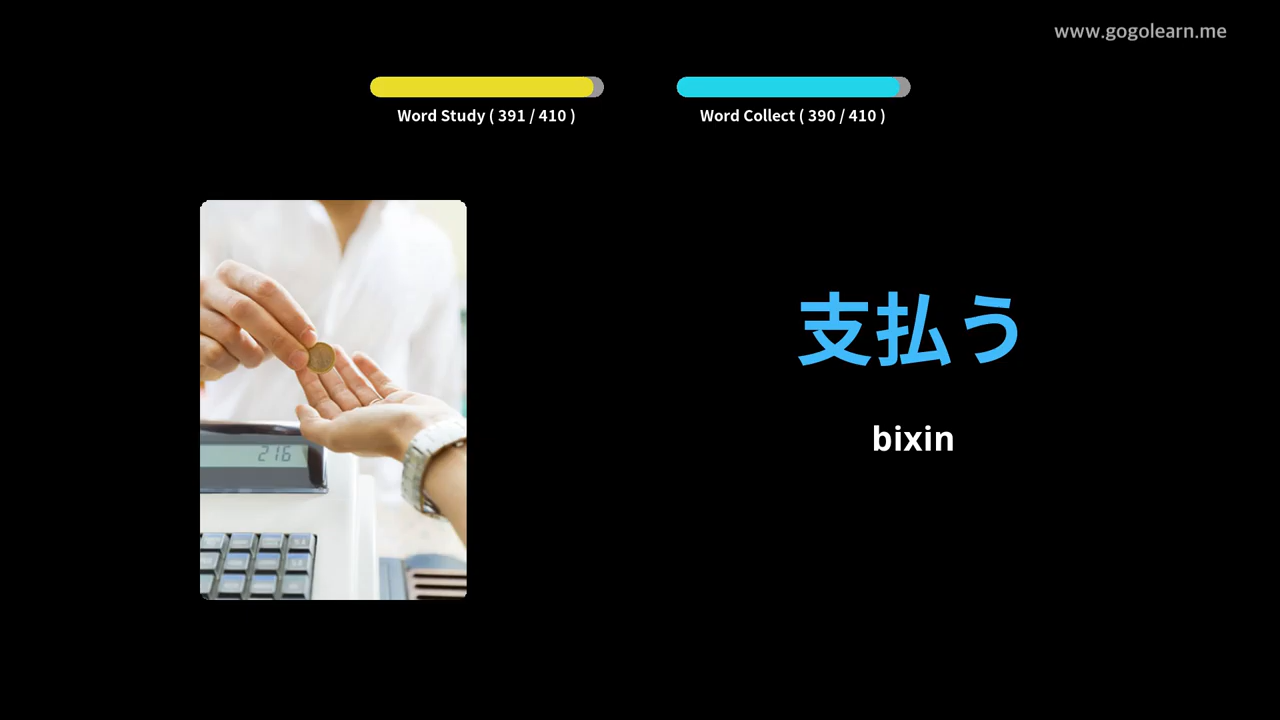 www.gogolearn.me
Word Study ( 391 / 410 )
Word Collect ( 390 / 410 )
支払う
bixin
216